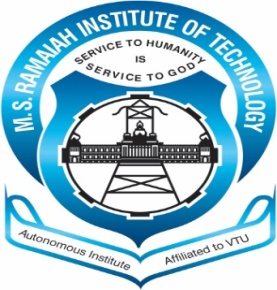 M.S. RAMAIAH INSTITUTE OF TECHNOLOGY
SERVICE TO HUMANITY
IS
SERVICE TO GOD
Autonomous Institute
Affiliated to VTU